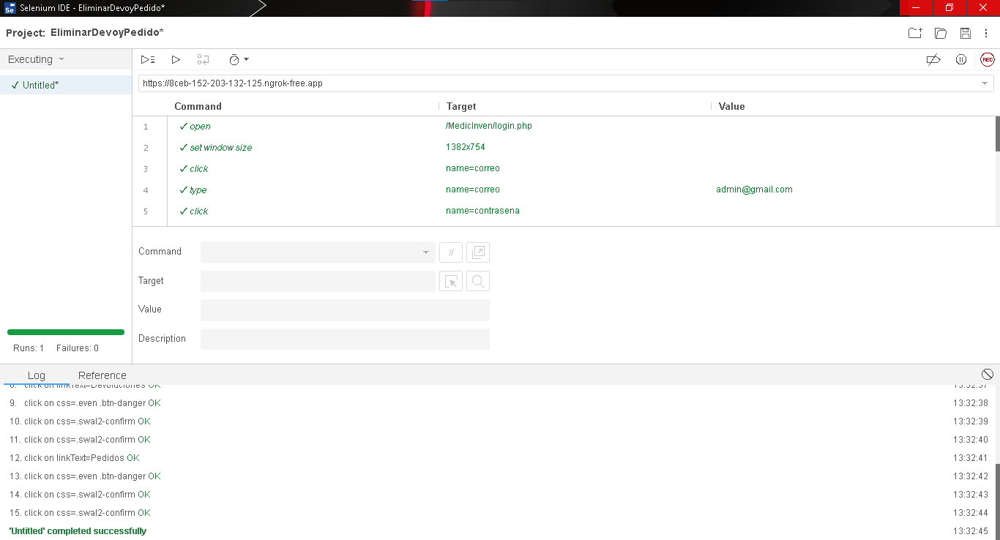 Se Selenium IDE - EliminarDevoyPedido*
Project: EliminarDevoyPedido*
Executing
✓ Untitled*
https://8ceb-152-203-132-125.ngrok-free.app
REC
Command Target Value
1 ✓ open /MedicInven/login.php
2 ✓ set window size 1382x754
3 ✓ click name=correo
4 ✓ type name=correo admin@gmail.com
5 ✓ click name=contrasena
Command //
Target
Value
Description
Runs: 1 Failures: 0
Log Reference
8. click on linkText=Devoluciones OK 13:32:37
9. click on css=.even .btn-danger OK 13:32:38
10. click on css=.swal2-confirm OK 13:32:39
11. click on css=.swal2-confirm OK 13:32:40
12. click on linkText=Pedidos OK 13:32:41
13. click on css=.even .btn-danger OK 13:32:42
14. click on css=.swal2-confirm OK 13:32:43
15. click on css=.swal2-confirm OK 13:32:44
'Untitled' completed successfully 13:32:45